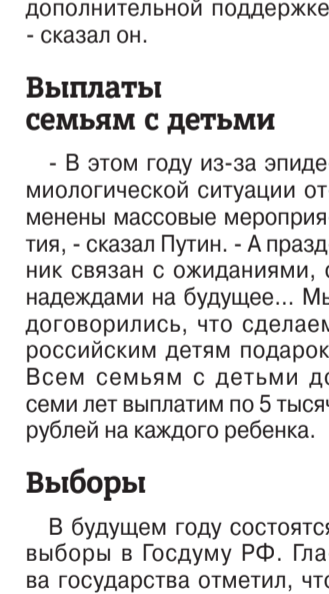 дополнительной поддержке
- сказал он.
Выплаты
семьям с детьми
- В этом году из-за эпиде-
миологической ситуации от-
менены массовые мероприя-
тия, - сказал Путин. - А празд-
ник связан с ожиданиями, с
надеждами на будущее... Мы
договорились, что сделаем
российским детям подарок.
Всем семьям с детьми до
семи лет выплатим по 5 тысяч
рублей на каждого ребенка.
Выборы
В будущем году состоятся
выборы в Госдуму РФ. Гла-
ва государства отметил, что